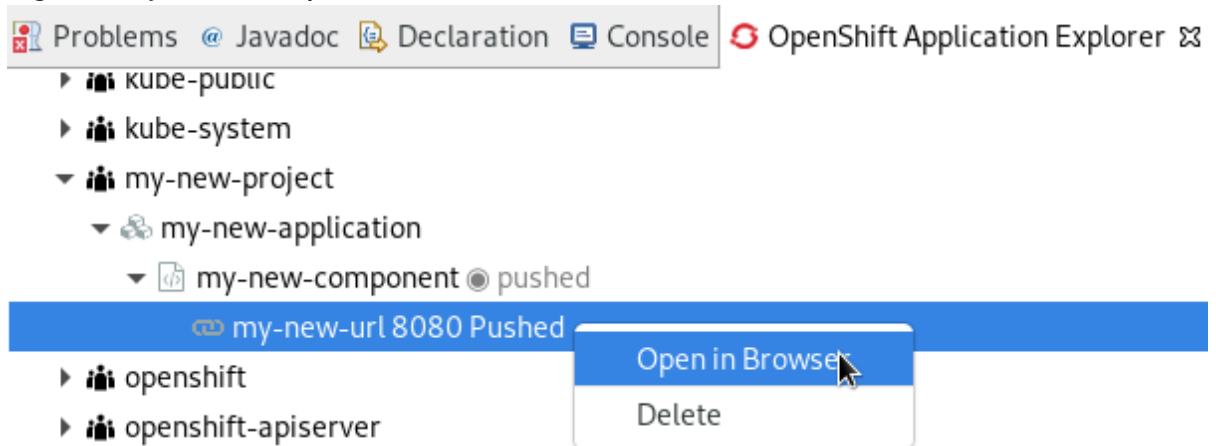 Problems @ Javadoc Declaration Console OpenShift Application Explorer
kube-public
kube-system
my-new-project
my-new-application
my-new-component pushed
my-new-url 8080 Pushed
Open in Browser
openshift
Delete
openshift-apiserver